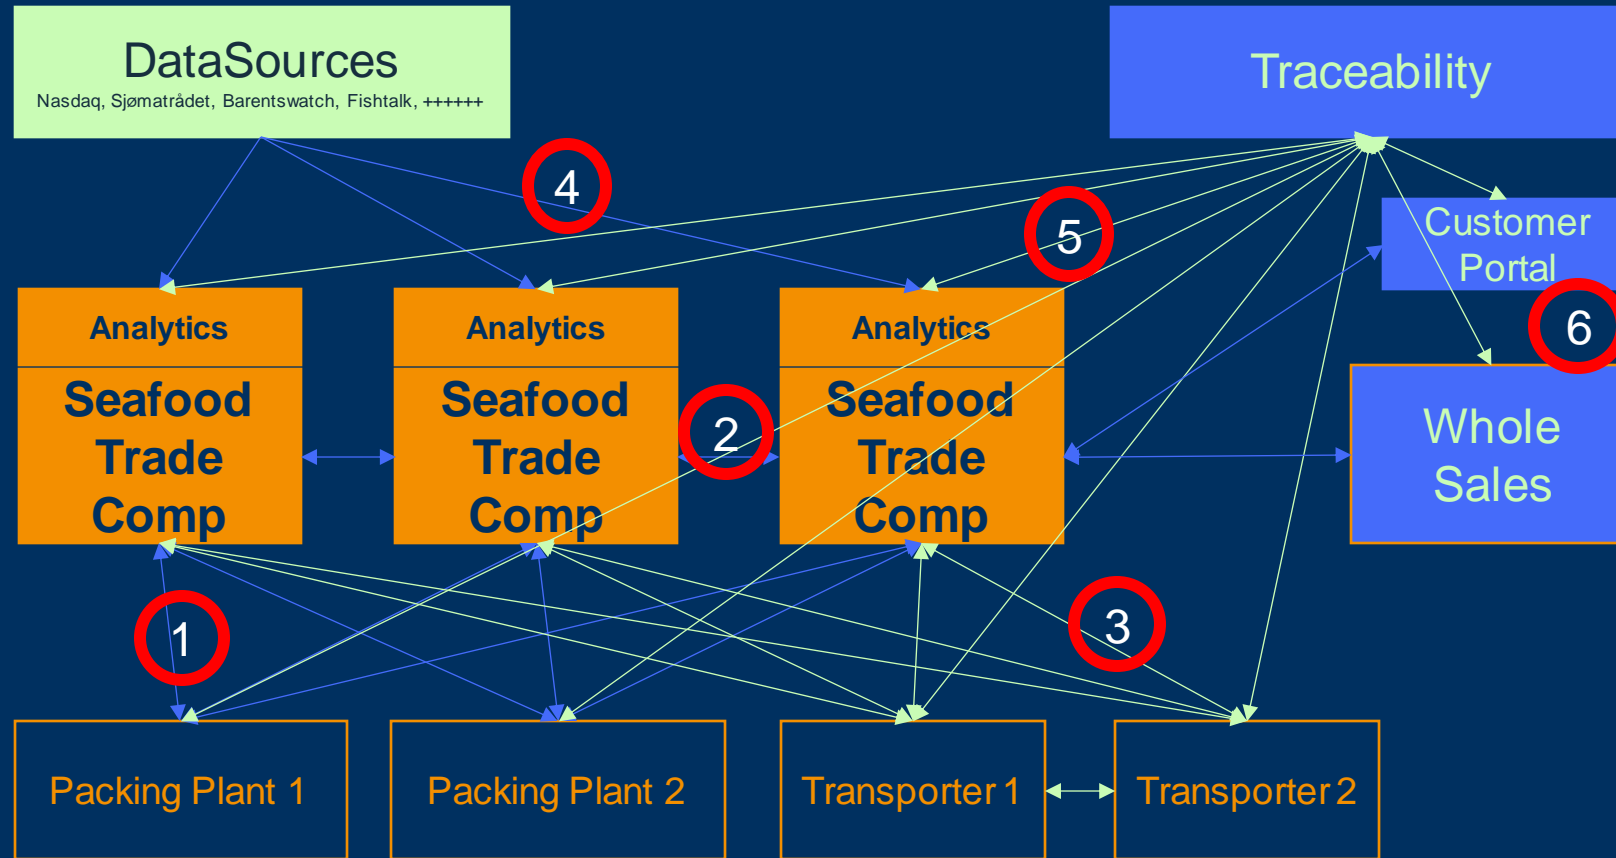 DataSources
Nasdaq, Sjømatrådet, Barentswatch, Fishtalk, ++++++
Traceability
4
5
Customer
Portal
6
Analytics
Seafood
Trade
Comp
Analytics
Seafood
Trade
Comp
Analytics
Seafood
Trade
Comp
2
Whole
Sales
1
3
Packing Plant 1
Packing Plant 2
Transporter 1
Transporter 2